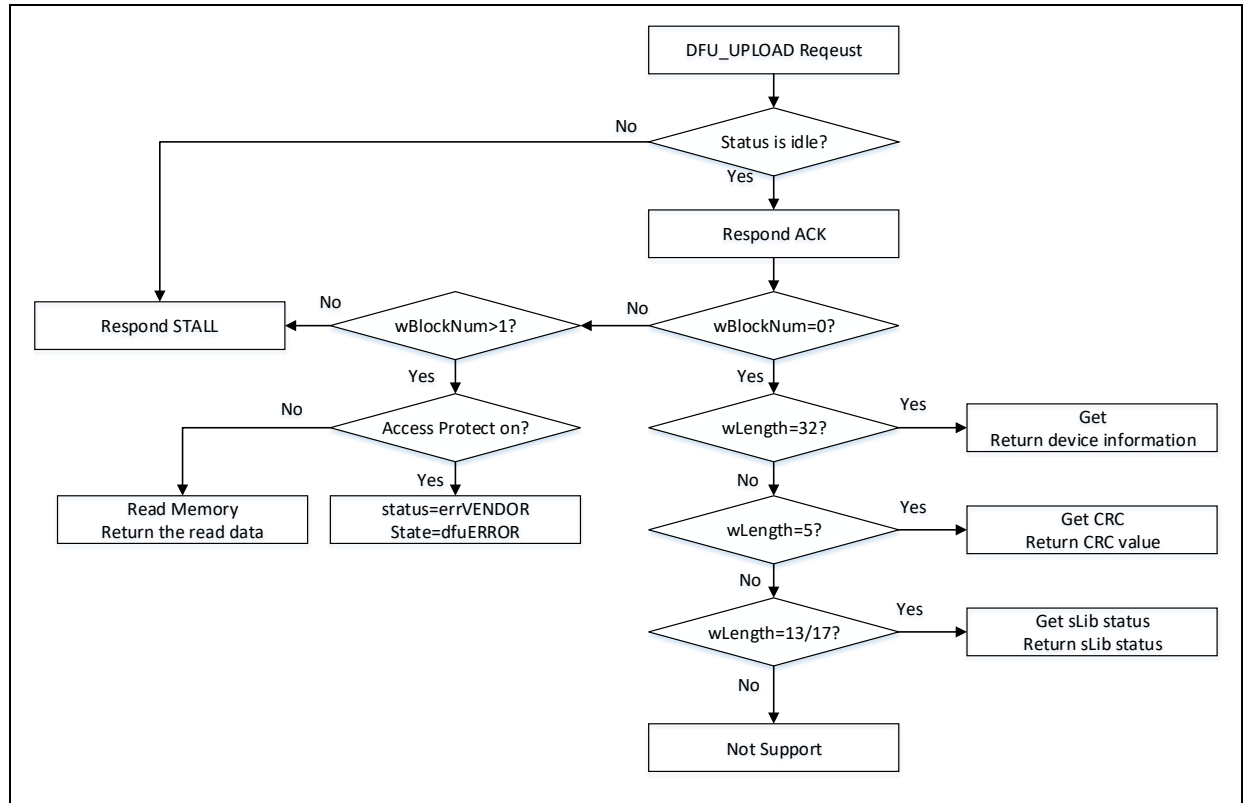 DFU_UPLOAD Reqeust
No
Status is idle?
Yes
Respond ACK
No
No
Respond STALL
wBlockNum>1?
wBlockNum=0?
Yes
Yes
No
Yes
Access Protect on?
wLength=32?
Get
Return device information
Yes
No
Read Memory
Return the read data
status=errVENDOR
State=dfuERROR
Yes
wLength=5?
Get CRC
Return CRC value
No
Yes
wLength=13/17?
Get sLib status
Return sLib status
No
Not Support